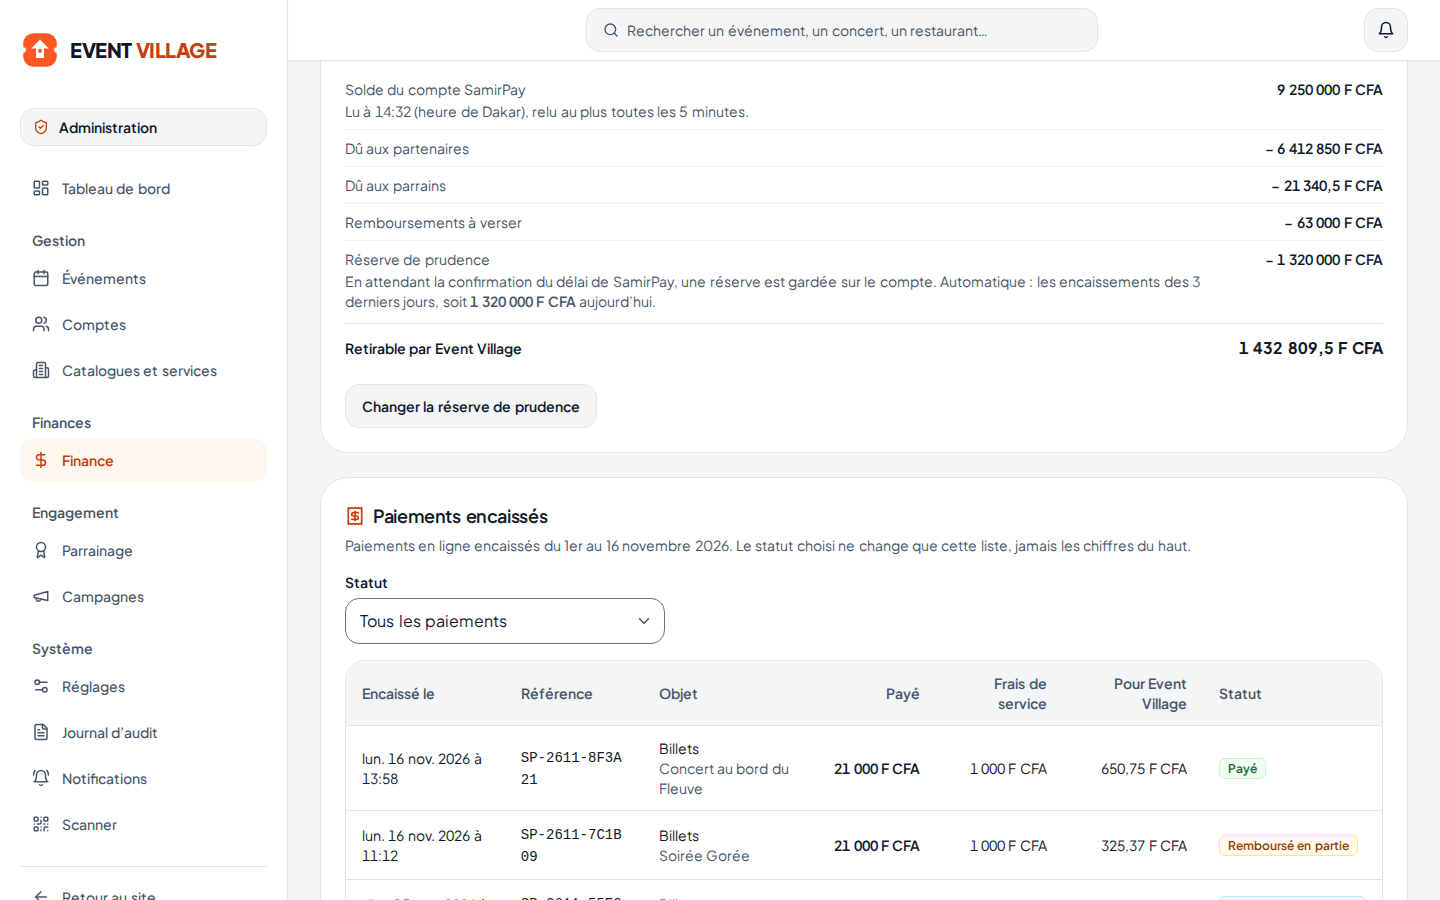 EVENT VILLAGE
Rechercher un événement, un concert, un restaurant…
Administration
Tableau de bord
Gestion
Événements
Comptes
Catalogues et services
Finances
Finance
Engagement
Parrainage
Campagnes
Système
Réglages
Journal d’audit
Notifications
Scanner
Retour au site
Solde du compte SamirPay
9 250 000 F CFA
Lu à 14:32 (heure de Dakar), relu au plus toutes les 5 minutes.
Dû aux partenaires
– 6 412 850 F CFA
Dû aux parrains
– 21 340,5 F CFA
Remboursements à verser
– 63 000 F CFA
Réserve de prudence
– 1 320 000 F CFA
En attendant la confirmation du délai de SamirPay, une réserve est gardée sur le compte. Automatique : les encaissements des 3
derniers jours, soit 1 320 000 F CFA aujourd’hui.
Retirable par Event Village
1 432 809,5 F CFA
Changer la réserve de prudence
Paiements encaissés
Paiements en ligne encaissés du 1er au 16 novembre 2026. Le statut choisi ne change que cette liste, jamais les chiffres du haut.
Statut
Tous les paiements
Encaissé le
Référence
Objet
Payé
Frais de
service
Pour Event
Village
Statut
lun. 16 nov. 2026 à
13:58
SP-2611-8F3A
21
Billets
Concert au bord du
Fleuve
21 000 F CFA
1 000 F CFA
650,75 F CFA
Payé
lun. 16 nov. 2026 à
11:12
SP-2611-7C1B
09
Billets
Soirée Gorée
21 000 F CFA
1 000 F CFA
325,37 F CFA
Remboursé en partie